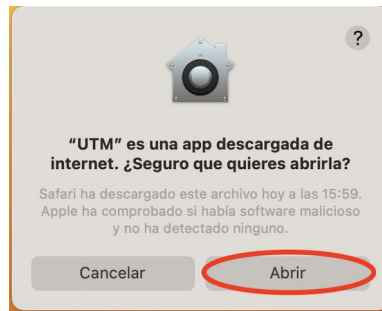 ?
“UTM” es una app descargada de
internet. ¿Seguro que quieres abrirla?
Safari ha descargado este archivo hoy a las 15:59.
Apple ha comprobado si había software malicioso
y no ha detectado ninguno.
Cancelar
Abrir